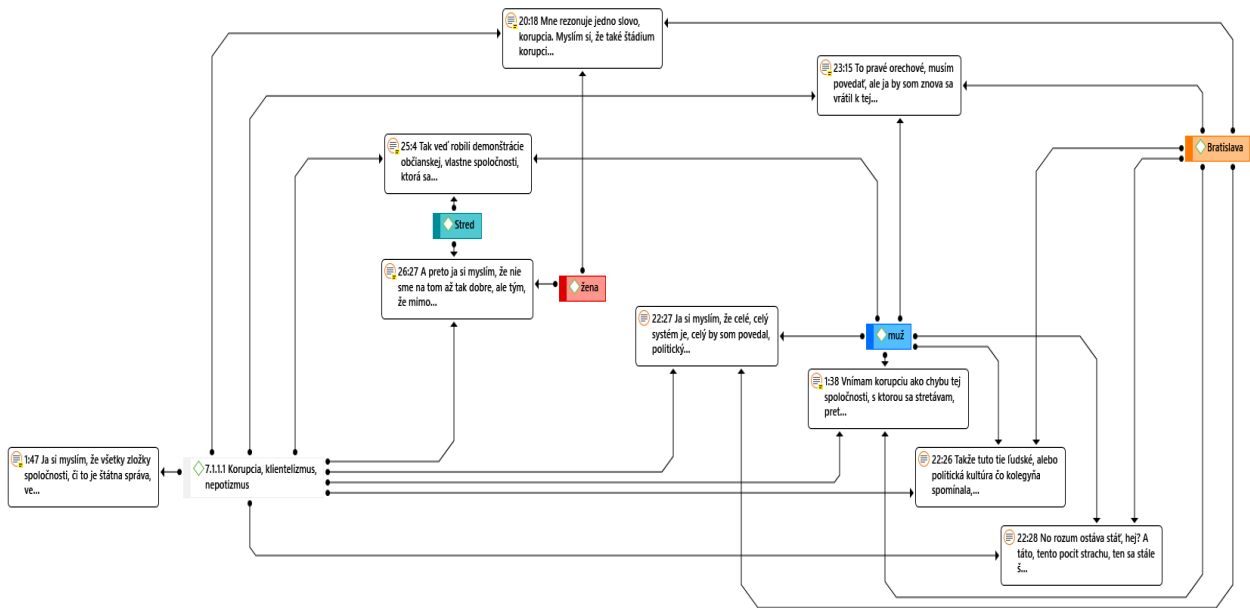 20:18 Mne rezonuje jedno slovo,
korupcia. Myslím si, že také štádium
korupci...
23:15 To pravé orechové, musím
povedať, ale ja by som znova sa
vrátil k tej...
25:4 Tak veď robili demonštrácie
občianskej, vlastne spoločnosti,
ktorá sa...
Bratislava
Stred
26:27 A preto ja si myslím, že nie
sme na tom až tak dobre, ale tým,
že mimo...
žena
22:27 Ja si myslím, že celé, celý
systém je, celý by som povedal,
politický...
muž
1:38 Vnímam korupciu ako chybu tej
spoločnosti, s ktorou sa stretávam,
pret...
1:47 Ja si myslím, že všetky zložky
spoločnosti, či to je štátna správa,
ve...
7.1.1.1 Korupcia, klientelizmus,
nepotizmus
22:26 Takže tuto tie ľudské, alebo
politická kultúra čo kolegyňa
spomínala,...
22:28 No rozum ostáva stáť, hej? A
táto, tento pocit strachu, ten sa stále
š...